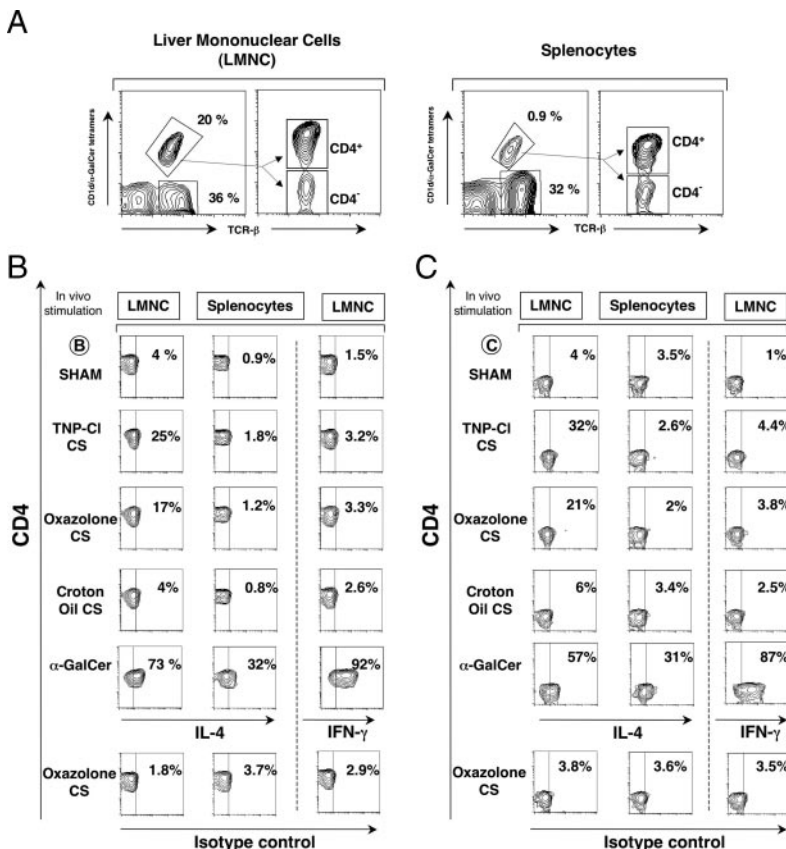 A
Liver Mononuclear Cells
(LMNC)
Splenocytes
CD1d/α-GalCer tetramers
20 %
36 %
CD4+
CD4-
TCR-β
CD1d/α-GalCer tetramers
0.9 %
32 %
CD4+
CD4-
TCR-β
B
In vivo
stimulation
LMNC
Splenocytes
LMNC
CD4
B
SHAM
4 %
0.9%
1.5%
TNP-Cl
CS
25%
1.8%
3.2%
Oxazolone
CS
17%
1.2%
3.3%
Croton
Oil CS
4%
0.8%
2.6%
α-GalCer
73 %
32%
92%
IL-4
IFN-γ
Oxazolone
CS
1.8%
3.7%
2.9%
Isotype control
C
In vivo
stimulation
LMNC
Splenocytes
LMNC
CD4
C
SHAM
4 %
3.5%
1%
TNP-Cl
CS
32%
2.6%
4.4%
Oxazolone
CS
21%
2%
3.8%
Croton
Oil CS
6%
3.4%
2.5%
α-GalCer
57%
31%
87%
IL-4
IFN-γ
Oxazolone
CS
3.8%
3.6%
3.5%
Isotype control